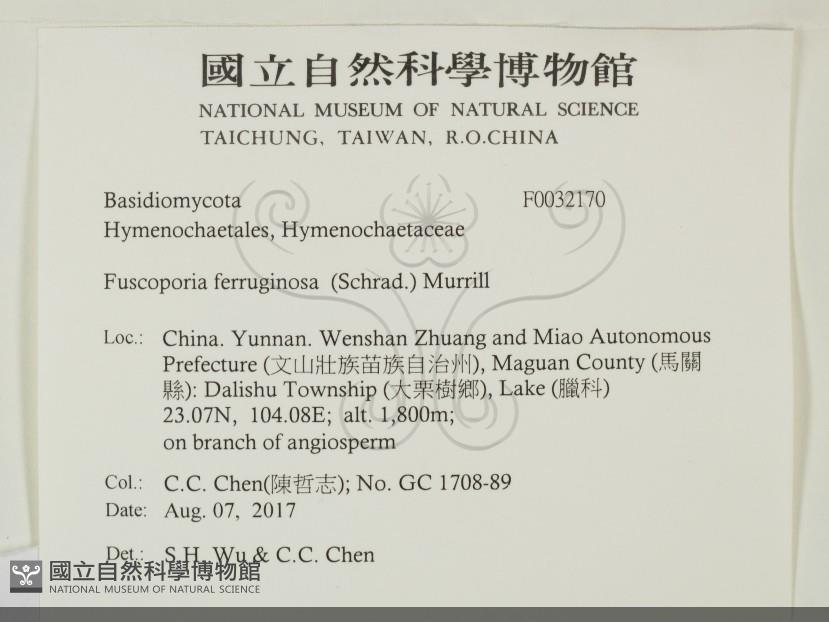 國立自然科學博物館
NATIONAL MUSEUM OF NATURAL SCIENCE
TAICHUNG, TAIWAN, R.O.CHINA
Basidiomycota F0032170
Hymenochaetales, Hymenochaetaceae
Fuscoporia ferruginosa (Schrad.) Murrill
Loc.: China. Yunnan. Wenshan Zhuang and Miao Autonomous
Prefecture (文山壯族苗族自治州), Maguan County (馬關
縣): Dalishu Township (大栗樹鄉), Lake (臘科)
23.07N, 104.08E; alt. 1,800m;
on branch of angiosperm
Col.: C.C. Chen(陳哲志); No. GC 1708-89
Date: Aug. 07, 2017
Det.: S.H. Wu & C.C. Chen
國立自然科學博物館
NATIONAL MUSEUM OF NATURAL SCIENCE